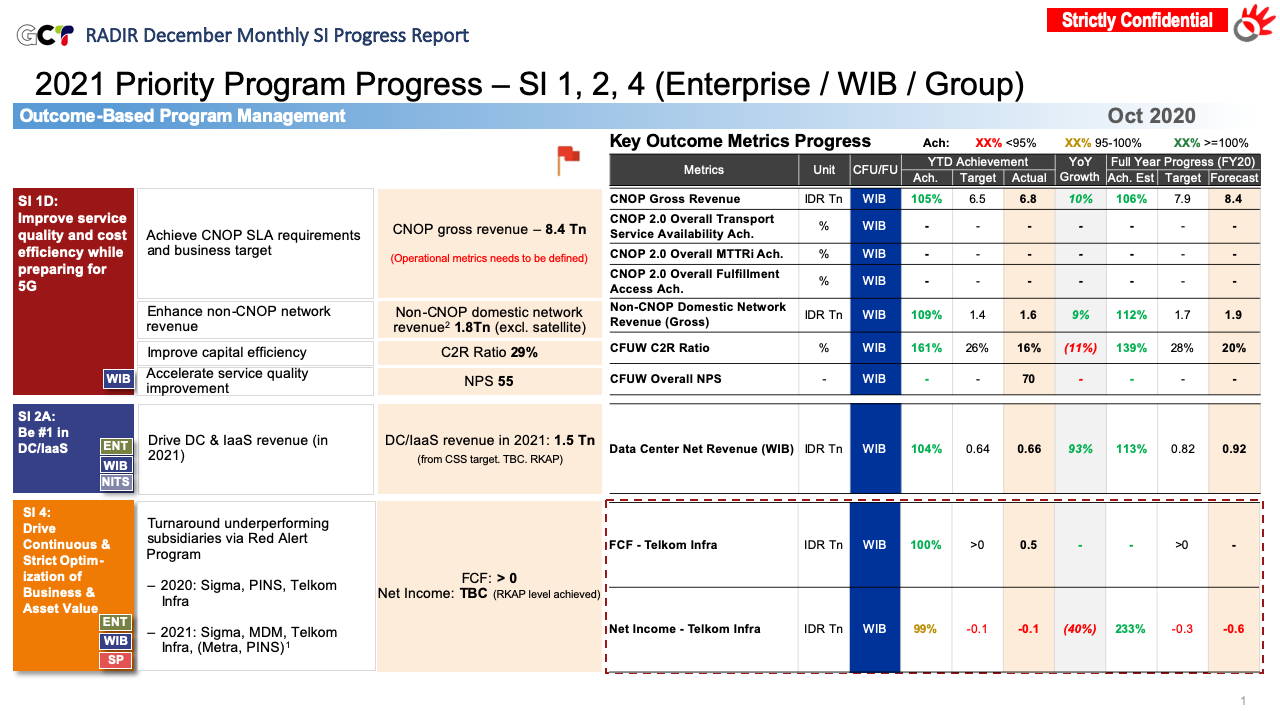 GCT
RADIR December Monthly SI Progress Report
Strictly Confidential
2021 Priority Program Progress – SI 1, 2, 4 (Enterprise / WIB / Group)
Outcome-Based Program Management
Oct 2020
Key Outcome Metrics Progress
Ach: XX% <95% XX% 95-100% XX% >=100%
Metrics Unit CFU/FU YTD Achievement YoY Growth Full Year Progress (FY20)
Ach. Target Actual Ach. Est Target Forecast
SI 1D:
Improve service
quality and cost
efficiency while
preparing for
5G
WIB
Achieve CNOP SLA requirements
and business target
CNOP gross revenue – 8.4 Tn
(Operational metrics needs to be defined)
Enhance non-CNOP network
revenue
Non-CNOP domestic network
revenue² 1.8Tn (excl. satellite)
Improve capital efficiency
C2R Ratio 29%
Accelerate service quality
improvement
NPS 55
CNOP Gross Revenue IDR Tn WIB 105% 6.5 6.8 10% 106% 7.9 8.4
CNOP 2.0 Overall Transport
Service Availability Ach. % WIB - - - - - - -
CNOP 2.0 Overall MTTRi Ach. % WIB - - - - - - -
CNOP 2.0 Overall Fulfillment
Access Ach. % WIB - - - - - - -
Non-CNOP Domestic Network
Revenue (Gross) IDR Tn WIB 109% 1.4 1.6 9% 112% 1.7 1.9
CFUW C2R Ratio % WIB 161% 26% 16% (11%) 139% 28% 20%
CFUW Overall NPS - WIB - - 70 - - - -
SI 2A:
Be #1 in
DC/IaaS
ENT
WIB
NITS
Drive DC & IaaS revenue (in
2021)
DC/IaaS revenue in 2021: 1.5 Tn
(from CSS target. TBC. RKAP)
Data Center Net Revenue (WIB) IDR Tn WIB 104% 0.64 0.66 93% 113% 0.82 0.92
SI 4:
Drive
Continuous &
Strict Optim-
ization of
Business &
Asset Value
ENT
WIB
SP
Turnaround underperforming
subsidiaries via Red Alert
Program
– 2020: Sigma, PINS, Telkom
Infra
– 2021: Sigma, MDM, Telkom
Infra, (Metra, PINS)¹
FCF: > 0
Net Income: TBC (RKAP level achieved)
FCF - Telkom Infra IDR Tn WIB 100% >0 0.5 - - >0 -
Net Income - Telkom Infra IDR Tn WIB 99% -0.1 -0.1 (40%) 233% -0.3 -0.6
1